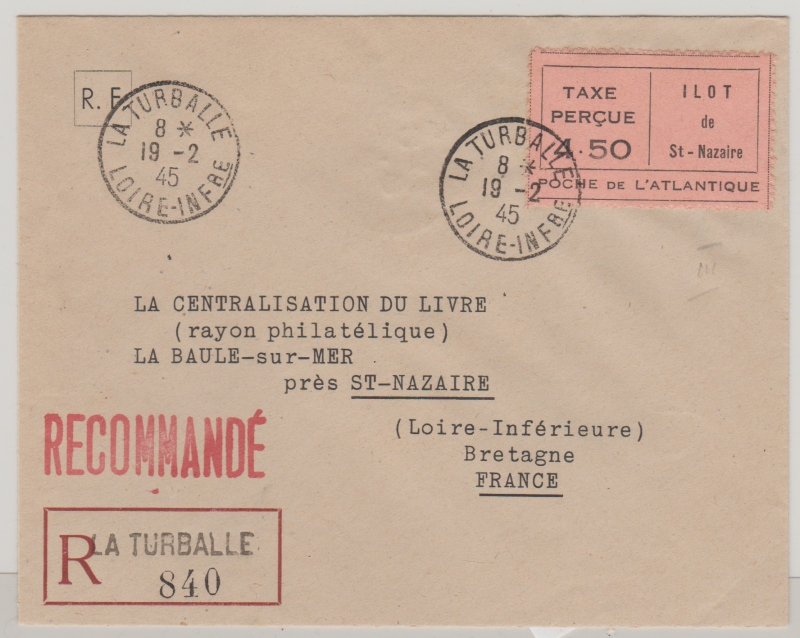 R. F
LA TURBALLE
8 *
19 -2
45
LOIRE-INFRE
LA TURBALLE
8 *
19 -2
45
LOIRE-INFRE
TAXE
PERÇUE
4.50
ILOT
de
St-Nazaire
POCHE DE L'ATLANTIQUE
III
LA CENTRALISATION DU LIVRE
(rayon philatélique)
LA BAULE-sur-MER
près ST-NAZAIRE
(Loire-Inférieure)
Bretagne
FRANCE
RECOMMANDÉ
R LA TURBALLE
840